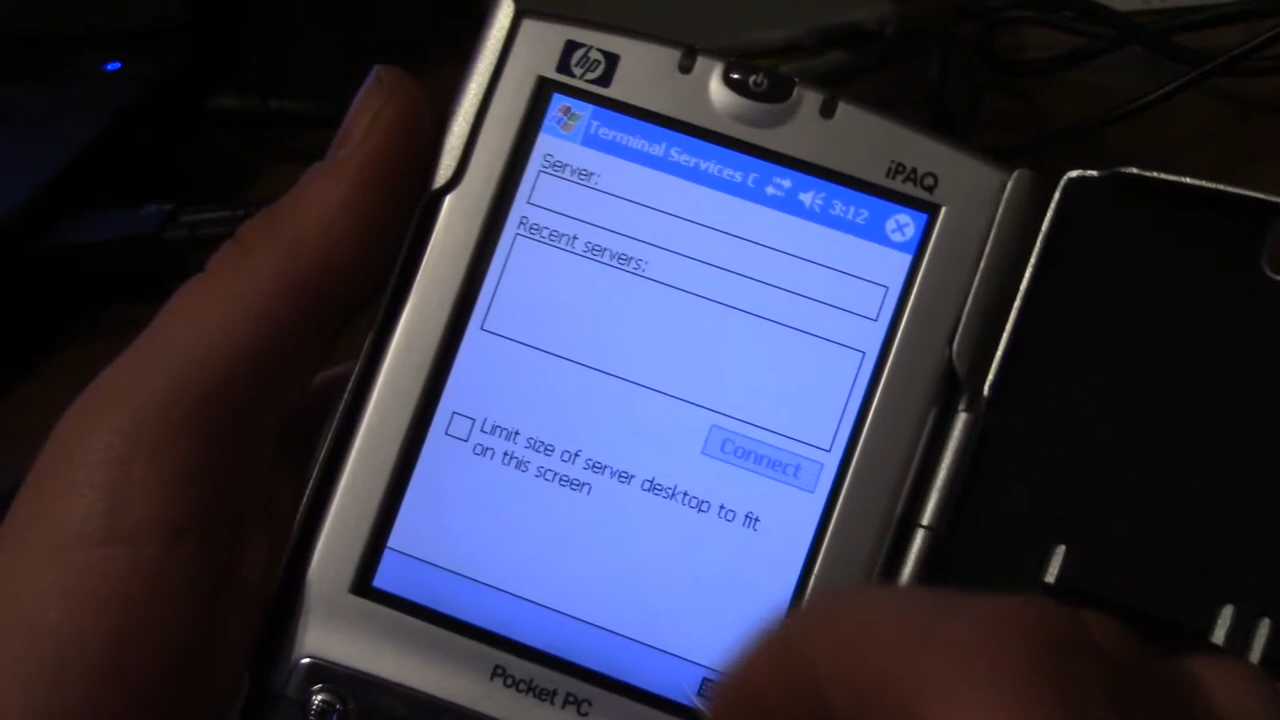 hp
iPAQ
Terminal Services C
3:12
Server:
Recent servers:
Connect
Limit size of server desktop to fit
on this screen
Pocket PC